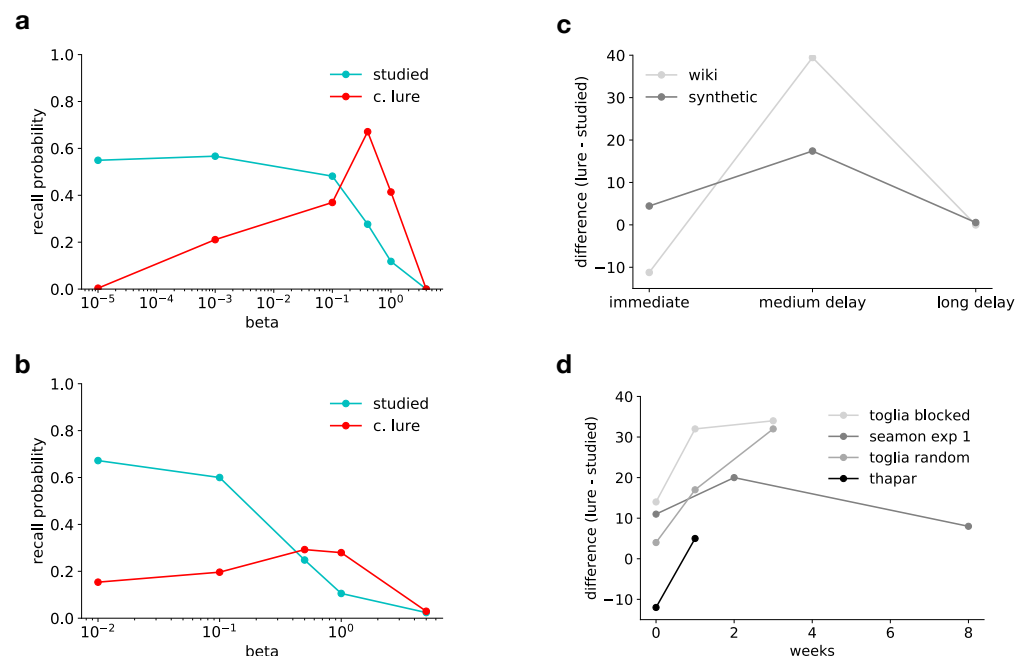 a
1.0
0.8
0.6
0.4
0.2
0.0
recall probability
studied
c. lure
10⁻⁵ 10⁻⁴ 10⁻³ 10⁻² 10⁻¹ 10⁰
beta
b
1.0
0.8
0.6
0.4
0.2
0.0
recall probability
studied
c. lure
10⁻² 10⁻¹ 10⁰
beta
c
40
30
20
10
0
−10
difference (lure - studied)
wiki
synthetic
immediate medium delay long delay
d
40
30
20
10
0
−10
difference (lure - studied)
toglia blocked
seamon exp 1
toglia random
thapar
0 2 4 6 8
weeks